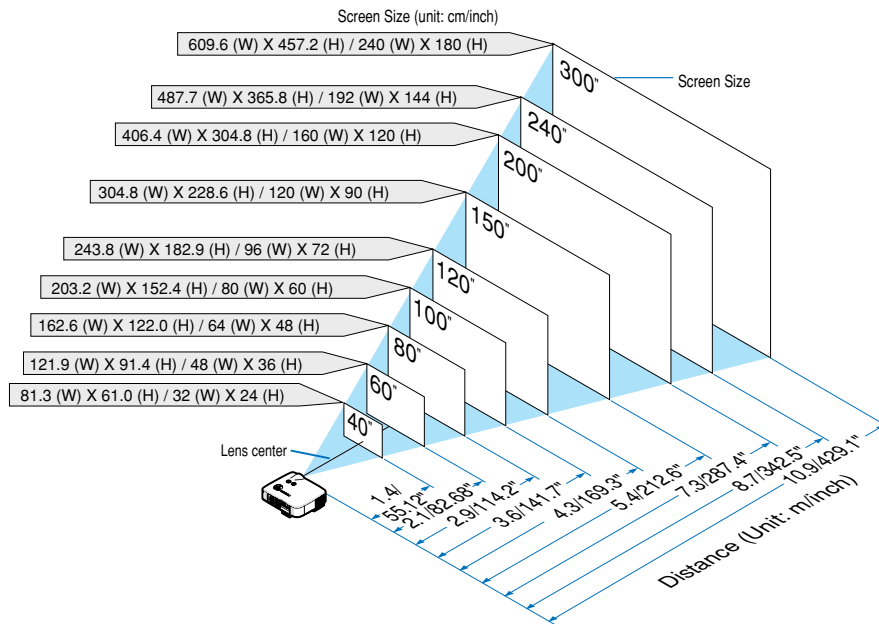 Screen Size (unit: cm/inch)
609.6 (W) X 457.2 (H) / 240 (W) X 180 (H)
300"
Screen Size
487.7 (W) X 365.8 (H) / 192 (W) X 144 (H)
240"
406.4 (W) X 304.8 (H) / 160 (W) X 120 (H)
200"
304.8 (W) X 228.6 (H) / 120 (W) X 90 (H)
150"
243.8 (W) X 182.9 (H) / 96 (W) X 72 (H)
120"
203.2 (W) X 152.4 (H) / 80 (W) X 60 (H)
100"
162.6 (W) X 122.0 (H) / 64 (W) X 48 (H)
80"
121.9 (W) X 91.4 (H) / 48 (W) X 36 (H)
60"
81.3 (W) X 61.0 (H) / 32 (W) X 24 (H)
40"
Lens center
1.4/
55.12"
2.1/82.68"
2.9/114.2"
3.6/141.7"
4.3/169.3"
5.4/212.6"
7.3/287.4"
8.7/342.5"
10.9/429.1"
Distance (Unit: m/inch)